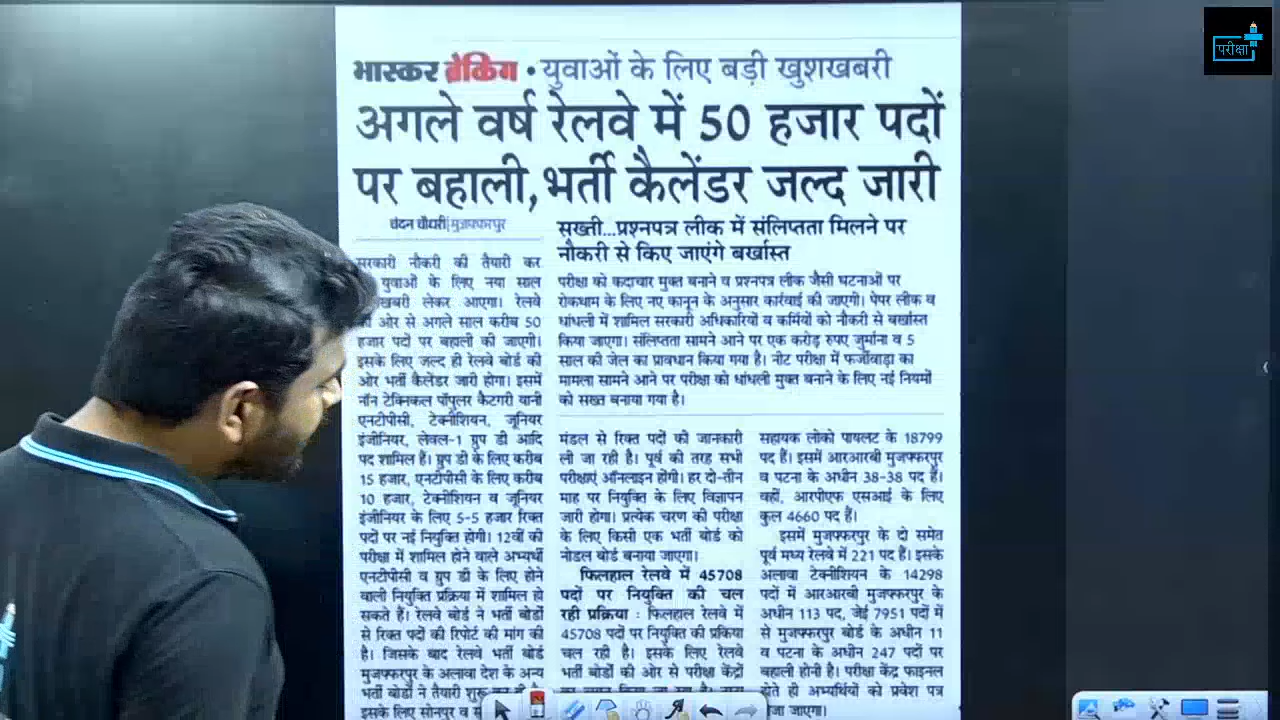 परीक्षा
भास्कर ब्रेकिंग • युवाओं के लिए बड़ी खुशखबरी
अगले वर्ष रेलवे में 50 हजार पदों
पर बहाली, भर्ती कैलेंडर जल्द जारी
चंदन चौधरी|मुजफ्फरपुर
सरकारी नौकरी की तैयारी कर
युवाओं के लिए नया साल
खबरी लेकर आएगा। रेलवे
ओर से अगले साल करीब 50
हजार पदों पर बहाली की जाएगी।
इसके लिए जल्द ही रेलवे बोर्ड की
ओर भर्ती कैलेंडर जारी होगा। इसमें
नॉन टेक्निकल पॉपुलर कैटगरी यानी
एनटीपीसी, टेक्नीशियन, जूनियर
इंजीनियर, लेवल-1 ग्रुप डी आदि
पद शामिल हैं। ग्रुप डी के लिए करीब
15 हजार, एनटीपीसी के लिए करीब
10 हजार, टेक्नीशियन व जूनियर
इंजीनियर के लिए 5-5 हजार रिक्त
पदों पर नई नियुक्ति होगी। 12वीं की
परीक्षा में शामिल होने वाले अभ्यर्थी
एनटीपीसी व ग्रुप डी के लिए होने
वाली नियुक्ति प्रक्रिया में शामिल हो
सकते हैं। रेलवे बोर्ड ने भर्ती बोर्डों
से रिक्त पदों की रिपोर्ट की मांग की
है। जिसके बाद रेलवे भर्ती बोर्ड
मुजफ्फरपुर के अलावा देश के अन्य
भर्ती बोर्डों ने तैयारी शुरू
इसके लिए सोनपुर व
सख्ती...प्रश्नपत्र लीक में संलिप्तता मिलने पर
नौकरी से किए जाएंगे बर्खास्त
परीक्षा को कदाचार मुक्त बनाने व प्रश्नपत्र लीक जैसी घटनाओं पर
रोकथाम के लिए नए कानून के अनुसार कार्रवाई की जाएगी। पेपर लीक व
धांधली में शामिल सरकारी अधिकारियों व कर्मियों को नौकरी से बर्खास्त
किया जाएगा। संलिप्तता सामने आने पर एक करोड़ रुपए जुर्माना व 5
साल की जेल का प्रावधान किया गया है। नीट परीक्षा में फर्जीवाड़ा का
मामला सामने आने पर परीक्षा को धांधली मुक्त बनाने के लिए नई नियमों
को सख्त बनाया गया है।
मंडल से रिक्त पदों की जानकारी
ली जा रही है। पूर्व की तरह सभी
परीक्षाएं ऑनलाइन होंगी। हर दो-तीन
माह पर नियुक्ति के लिए विज्ञापन
जारी होगा। प्रत्येक चरण की परीक्षा
के लिए किसी एक भर्ती बोर्ड को
नोडल बोर्ड बनाया जाएगा।
फिलहाल रेलवे में 45708
पदों पर नियुक्ति की चल
रही प्रक्रिया : फिलहाल रेलवे में
45708 पदों पर नियुक्ति की प्रकिया
चल रही है। इसके लिए रेलवे
भर्ती बोर्डों की ओर से परीक्षा केंद्रों
सहायक लोको पायलट के 18799
पद हैं। इसमें आरआरबी मुजफ्फरपुर
व पटना के अधीन 38-38 पद हैं।
वहीं, आरपीएफ एसआई के लिए
कुल 4660 पद हैं।
इसमें मुजफ्फरपुर के दो समेत
पूर्व मध्य रेलवे में 221 पद हैं। इसके
अलावा टेक्नीशियन के 14298
पदों में आरआरबी मुजफ्फरपुर के
अधीन 113 पद, जेई 7951 पदों में
से मुजफ्फरपुर बोर्ड के अधीन 11
व पटना के अधीन 247 पदों पर
बहाली होनी है। परीक्षा केंद्र फाइनल
होते ही अभ्यर्थियों को प्रवेश पत्र
जाएगा।